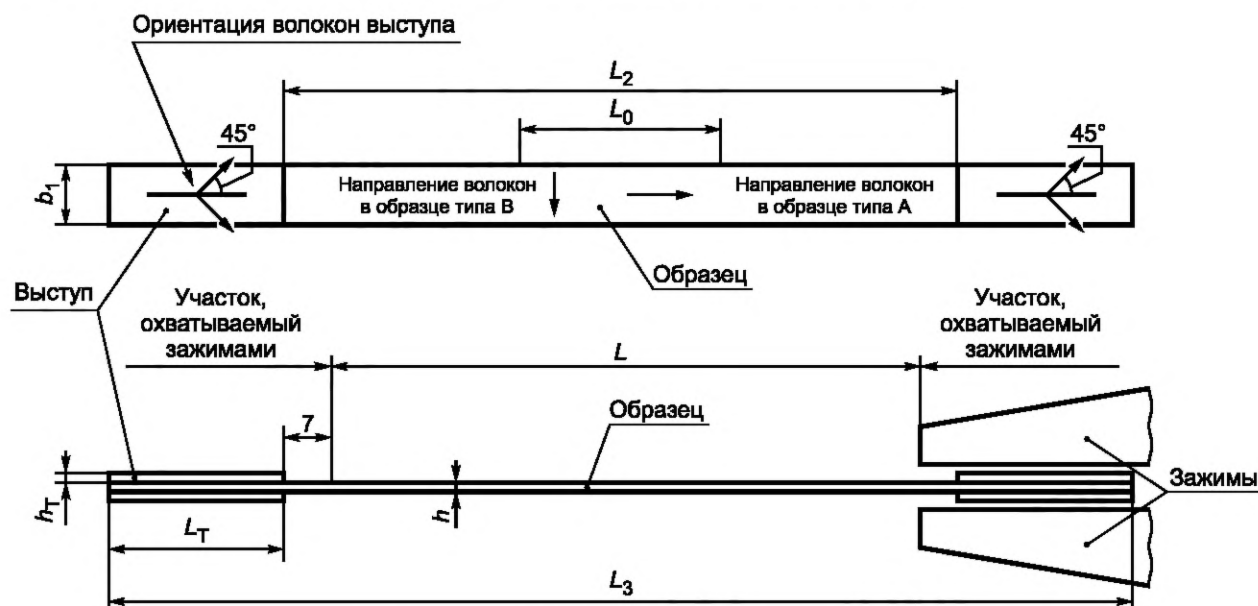 Ориентация волокон выступа
L2
L0
45°
45°
b1
Направление волокон
в образце типа В
Направление волокон
в образце типа А
Образец
Выступ
Участок,
охватываемый
зажимами
Участок,
охватываемый
зажимами
L
Образец
7
Зажимы
hT
h
LT
L3